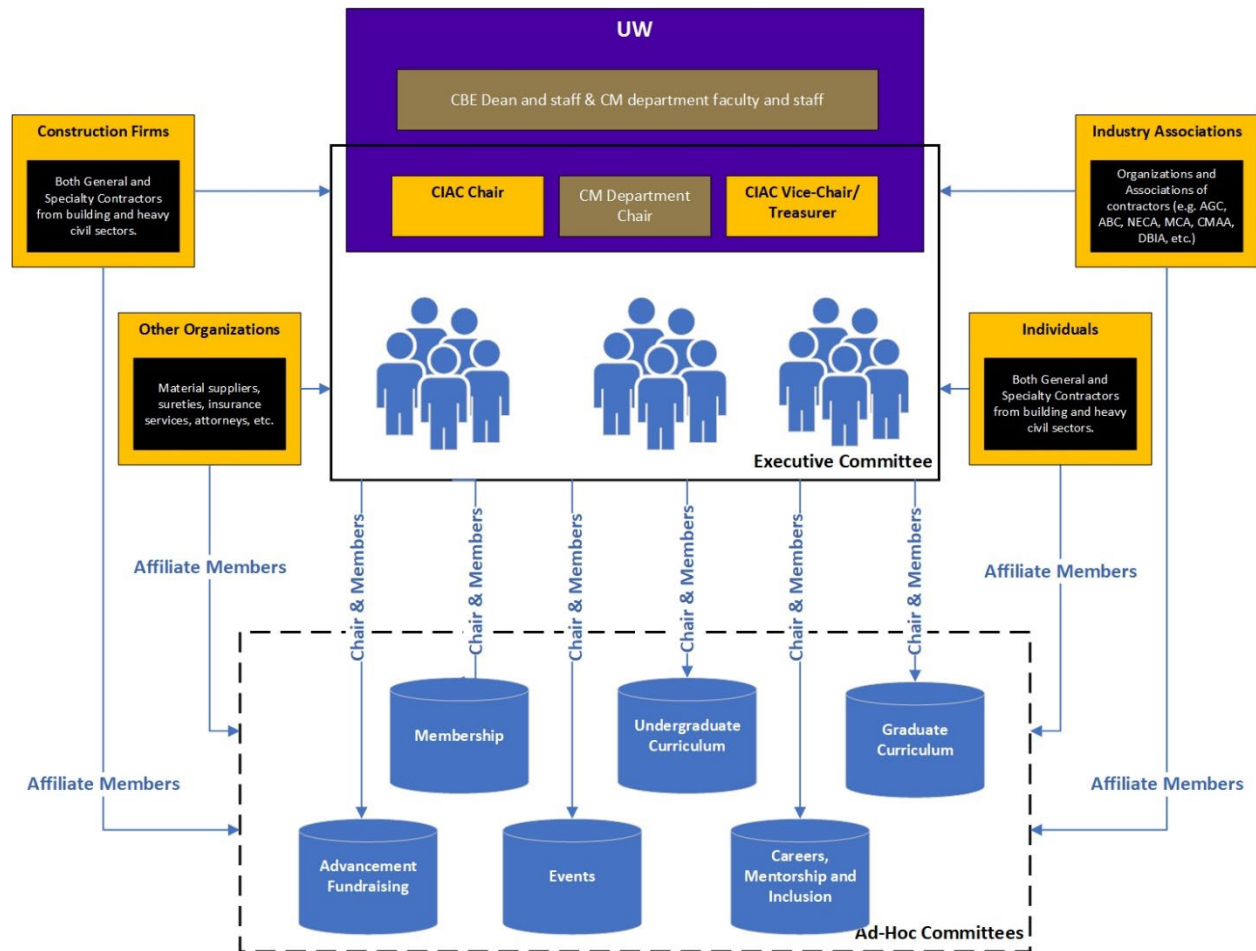 UW
CBE Dean and staff & CM department faculty and staff
Construction Firms
Both General and
Specialty Contractors
from building and heavy
civil sectors.
CIAC Chair
CM Department
Chair
CIAC Vice-Chair/
Treasurer
Industry Associations
Organizations and
Associations of
contractors (e.g. AGC,
ABC, NECA, MCA, CMAA,
DBIA, etc.)
Other Organizations
Material suppliers,
sureties, insurance
services, attorneys, etc.
Individuals
Both General and
Specialty Contractors
from building and heavy
civil sectors.
Executive Committee
Chair & Members
Chair & Members
Chair & Members
Chair & Members
Chair & Members
Chair & Members
Affiliate Members
Affiliate Members
Membership
Undergraduate
Curriculum
Graduate
Curriculum
Affiliate Members
Affiliate Members
Advancement
Fundraising
Events
Careers,
Mentorship and
Inclusion
Ad-Hoc Committees